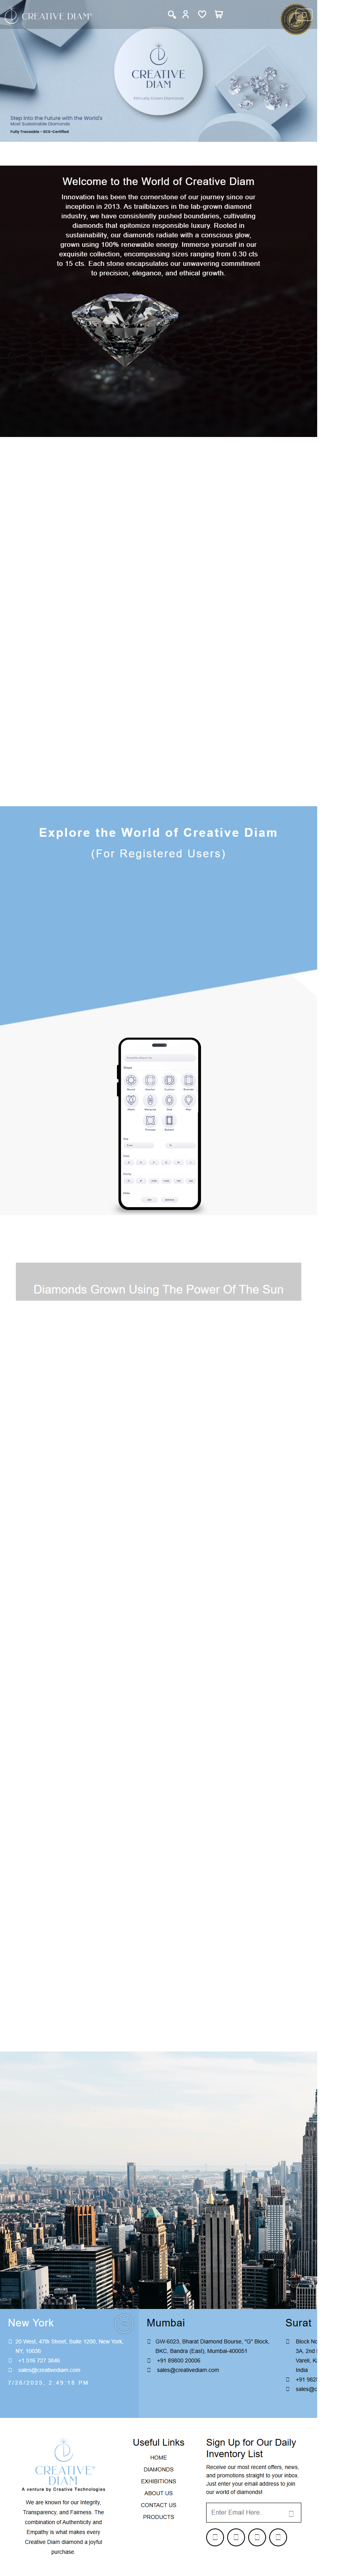 CREATIVE DIAM®
CREATIVE
DIAM
Ethically Grown Diamonds
Step Into the Future with the World's
Most Sustainable Diamonds
Fully Traceable - SCS-Certified
Welcome to the World of Creative Diam
Innovation has been the cornerstone of our journey since our
inception in 2013. As trailblazers in the lab-grown diamond
industry, we have consistently pushed boundaries, cultivating
diamonds that epitomize responsible luxury. Rooted in
sustainability, our diamonds radiate with a conscious glow,
grown using 100% renewable energy. Immerse yourself in our
exquisite collection, encompassing sizes ranging from 0.30 cts
to 15 cts. Each stone encapsulates our unwavering commitment
to precision, elegance, and ethical growth.
Explore the World of Creative Diam
(For Registered Users)
Diamonds Grown Using The Power Of The Sun
New York
20 West, 47th Street, Suite 1200, New York,
NY, 10036
+1 516 737 3846
sales@creativediam.com
7/26/2025, 2:49:18 PM
Mumbai
GW-6023, Bharat Diamond Bourse, "G" Block,
BKC, Bandra (East), Mumbai-400051
+91 89800 20006
sales@creativediam.com
Surat
Block No
3A, 2nd
Vareli, Ka
India
+91 982
sales@c
CREATIVE®
DIAM
A venture by Creative Technologies
We are known for our Integrity,
Transparency, and Fairness. The
combination of Authenticity and
Empathy is what makes every
Creative Diam diamond a joyful
purchase.
Useful Links
HOME
DIAMONDS
EXHIBITIONS
ABOUT US
CONTACT US
PRODUCTS
Sign Up for Our Daily
Inventory List
Receive our most recent offers, news,
and promotions straight to your inbox.
Just enter your email address to join
our world of diamonds!
Enter Email Here..